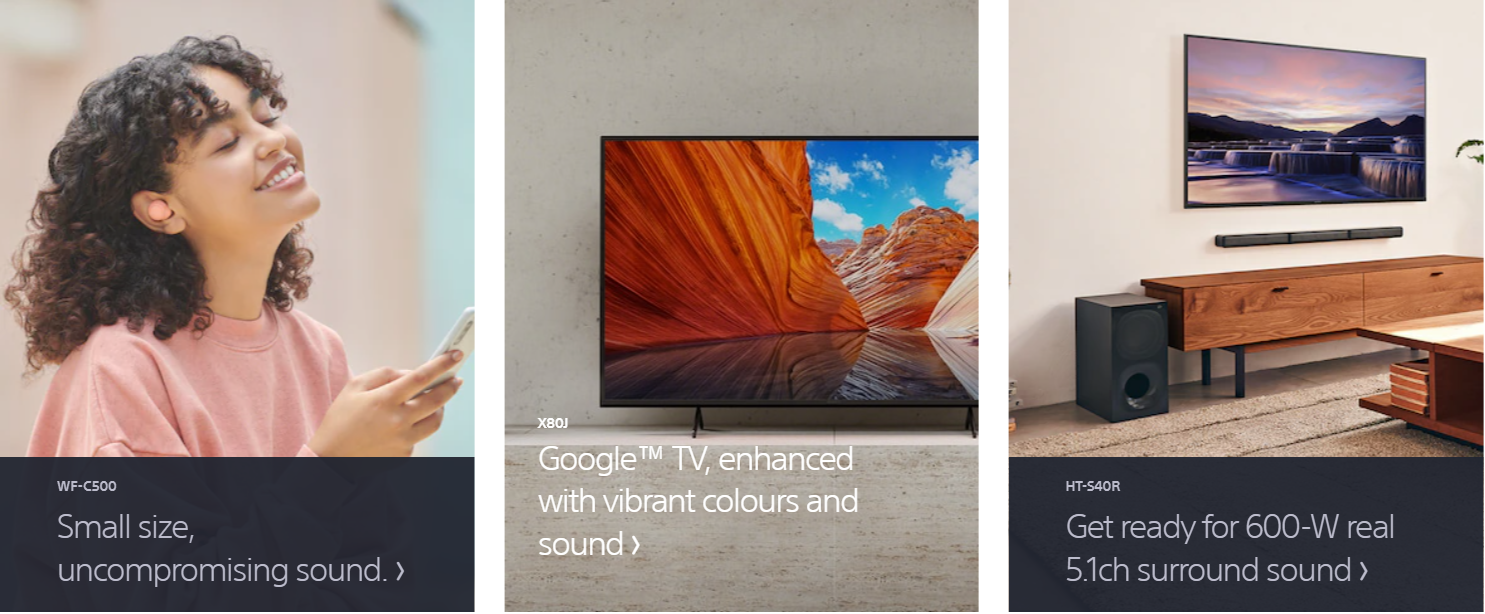 WF-C500
Small size,
uncompromising sound. ›
X80J
Google™ TV, enhanced
with vibrant colours and
sound ›
HT-S40R
Get ready for 600-W real
5.1ch surround sound ›